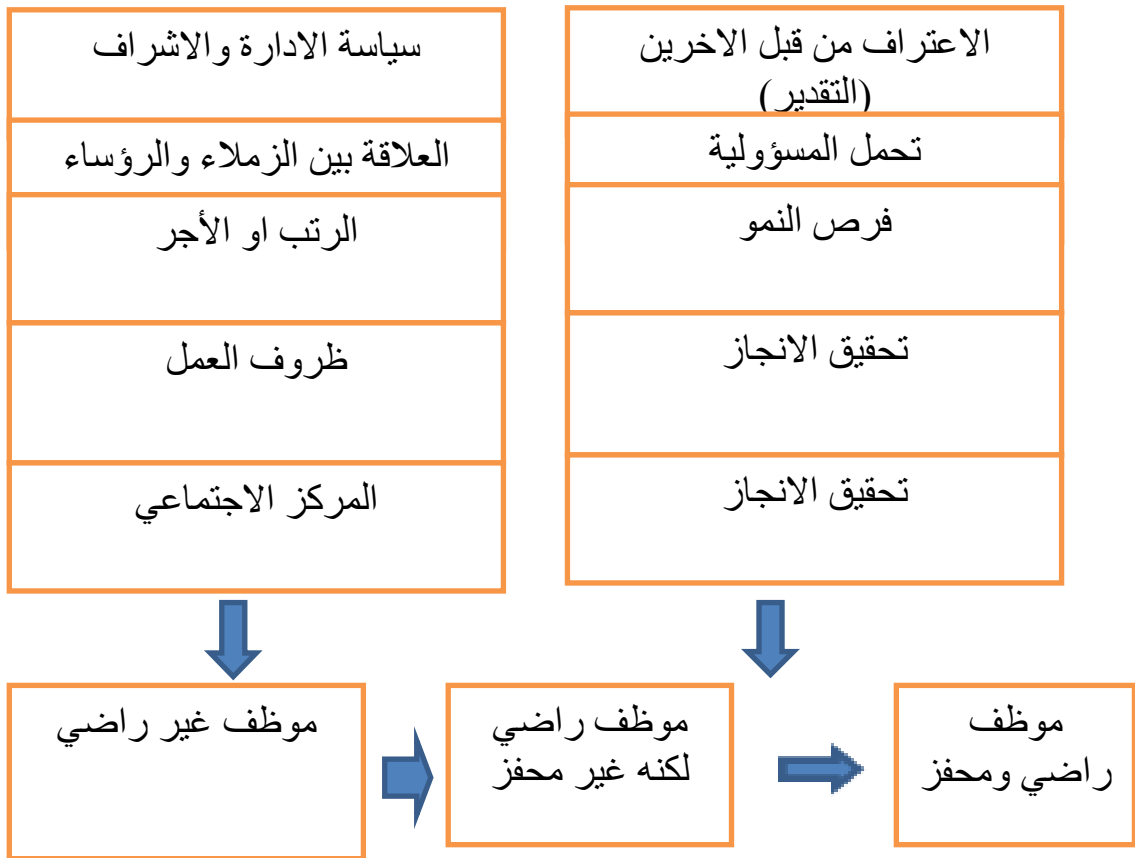 الاعتراف من قبل الاخرين
(التقدير)
تحمل المسؤولية
فرص النمو
تحقيق الانجاز
تحقيق الانجاز
سياسة الادارة والاشراف
العلاقة بين الزملاء والرؤساء
الرتب او الأجر
ظروف العمل
المركز الاجتماعي
موظف غير راضي
موظف راضي
لكنه غير محفز
موظف
راضي ومحفز